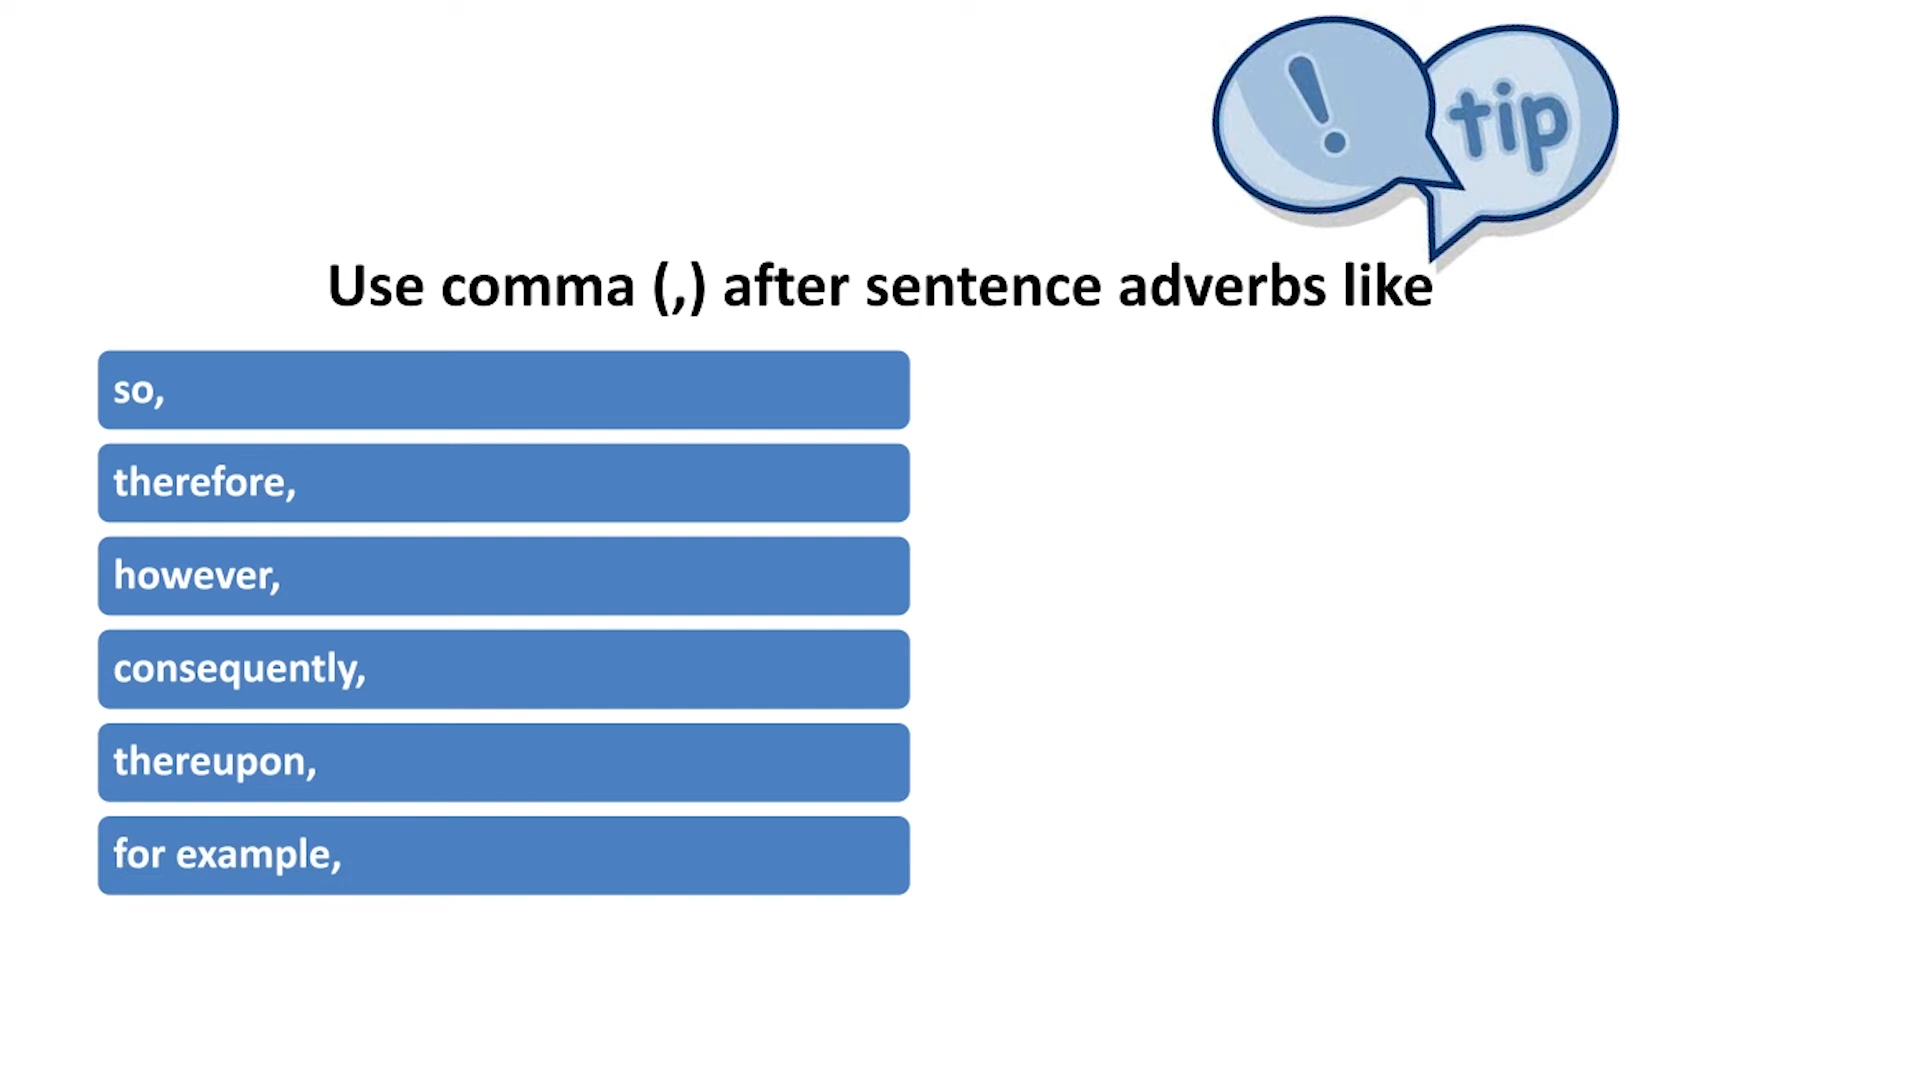 ! tip
Use comma (,) after sentence adverbs like
so,
therefore,
however,
consequently,
thereupon,
for example,